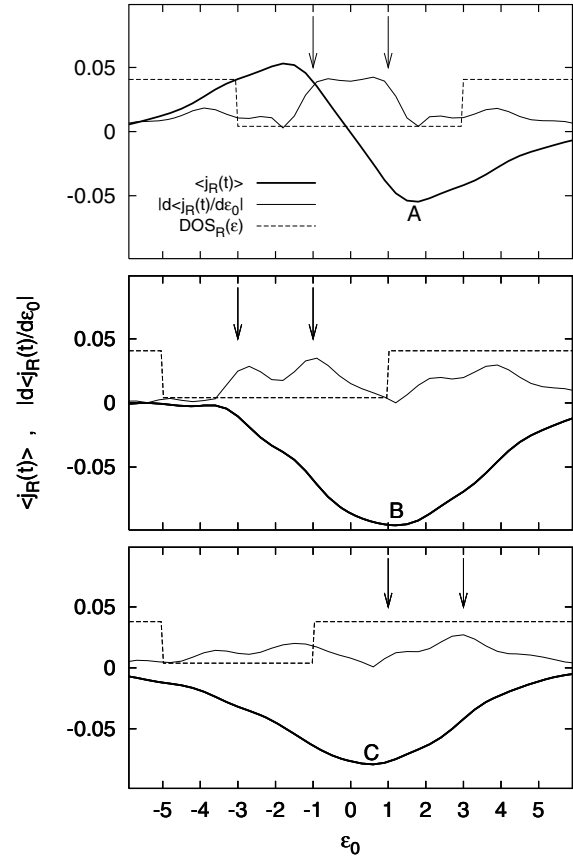 0.05
0
-0.05
<j_R(t)>
|d<j_R(t)/dε_0|
DOS_R(ε)
A
0.05
0
-0.05
B
0.05
0
-0.05
C
-5 -4 -3 -2 -1 0 1 2 3 4 5
ε_0
<j_R(t)> , |d<j_R(t)/dε_0|